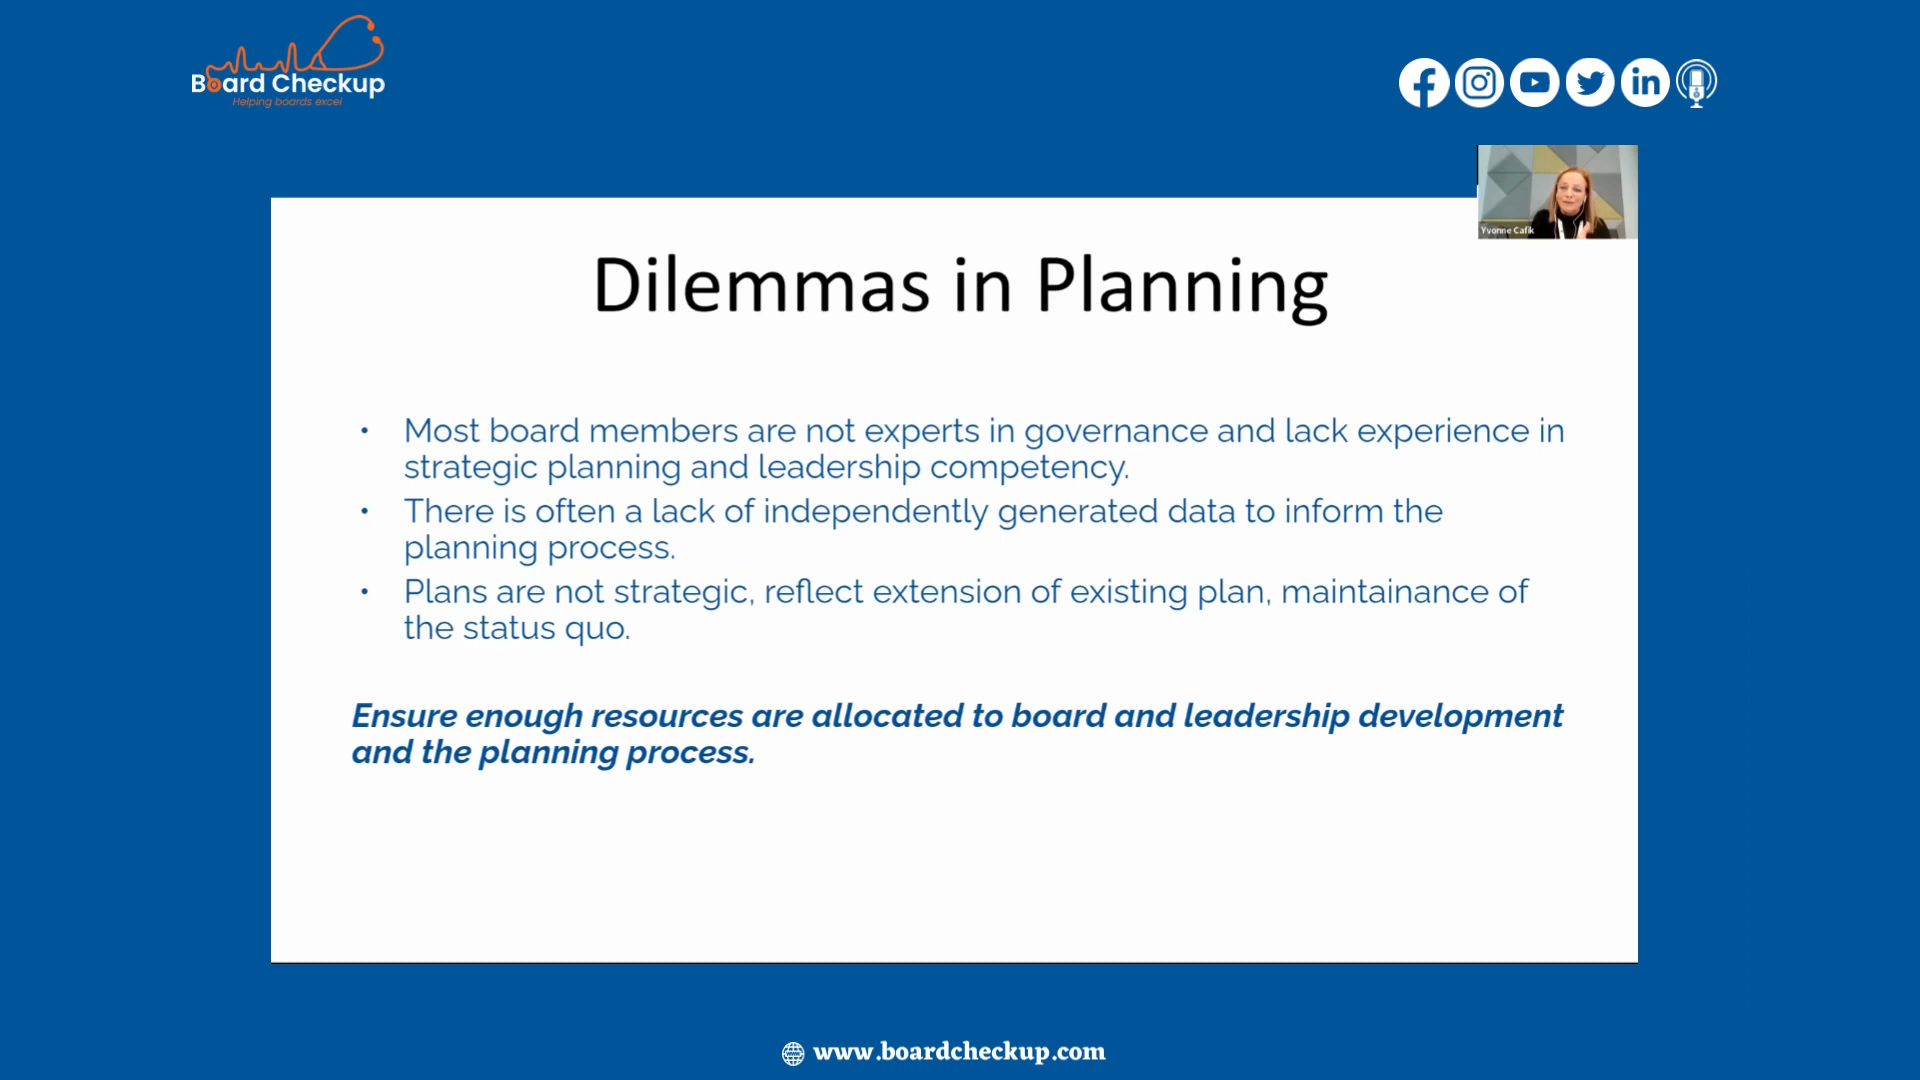 Board Checkup
Helping boards excel
Yvonne Cafik
Dilemmas in Planning
• Most board members are not experts in governance and lack experience in
strategic planning and leadership competency.
• There is often a lack of independently generated data to inform the
planning process.
• Plans are not strategic, reflect extension of existing plan, maintainance of
the status quo.
Ensure enough resources are allocated to board and leadership development
and the planning process.
www.boardcheckup.com